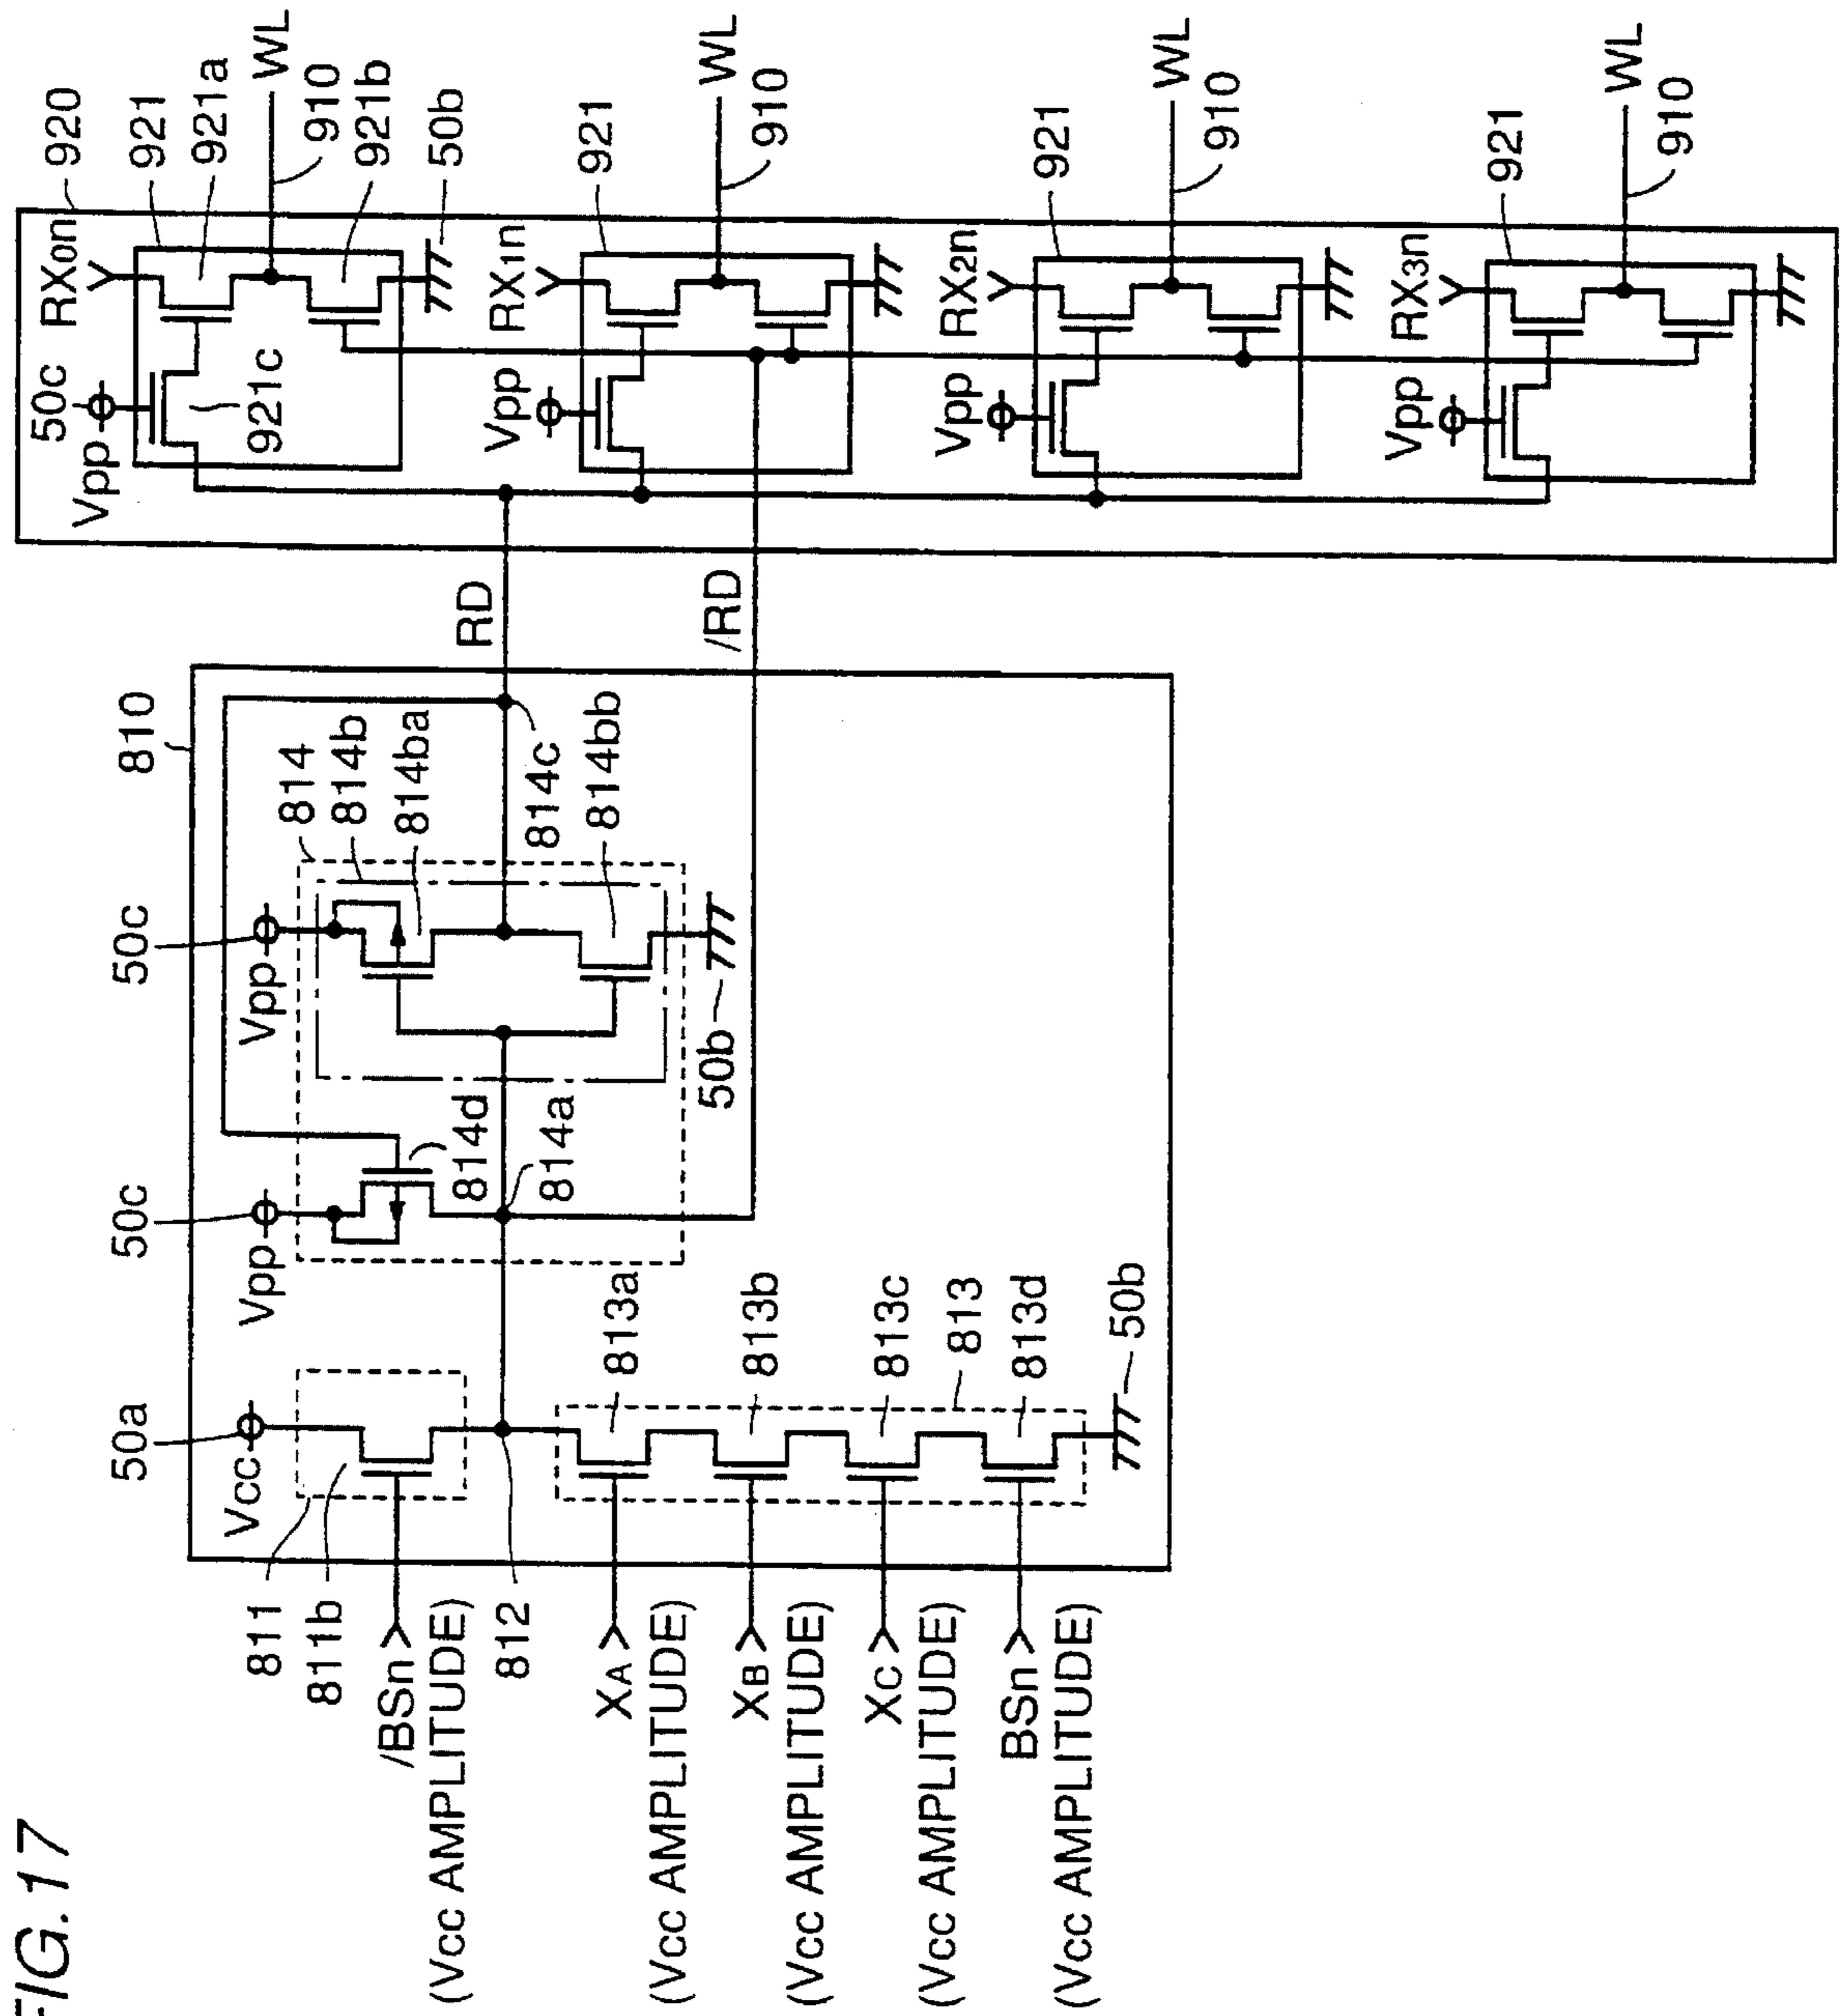 FIG. 17
920
921
921a
WL
910
921b
50b
RX0n
50c
Vpp
921c
RX1n
921
WL
910
Vpp
RX2n
921
WL
910
Vpp
RX3n
921
WL
910
Vpp
RD
/RD
810
814
814b
814ba
814c
814bb
50c
Vpp
50b
814d
814a
50c
Vpp
50a
Vcc
813a
813b
813c
813
813d
50b
811
811b
/BSn
(Vcc AMPLITUDE)
812
XA
(Vcc AMPLITUDE)
XB
(Vcc AMPLITUDE)
XC
(Vcc AMPLITUDE)
BSn
(Vcc AMPLITUDE)